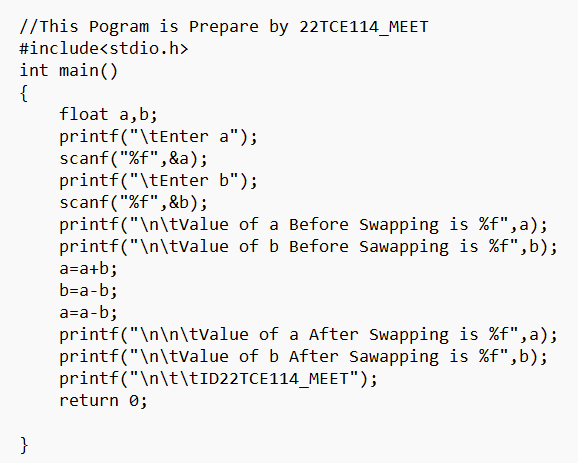 //This Pogram is Prepare by 22TCE114_MEET
#include<stdio.h>
int main()
{
    float a,b;
    printf("\tEnter a");
    scanf("%f",&a);
    printf("\tEnter b");
    scanf("%f",&b);
    printf("\n\tValue of a Before Swapping is %f",a);
    printf("\n\tValue of b Before Sawapping is %f",b);
    a=a+b;
    b=a-b;
    a=a-b;
    printf("\n\n\tValue of a After Swapping is %f",a);
    printf("\n\tValue of b After Sawapping is %f",b);
    printf("\n\t\tID22TCE114_MEET");
    return 0;

}